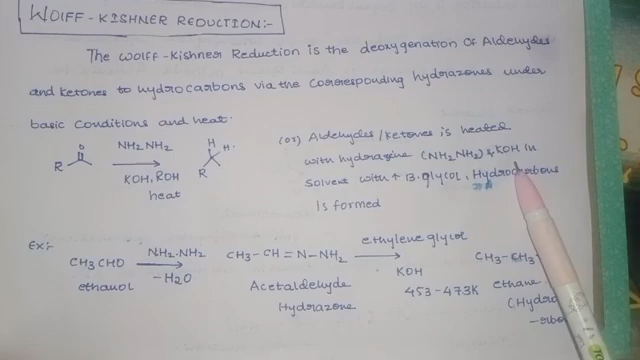 WOLFF-KISHNER REDUCTION:-
The Wolff-Kishner Reduction is the deoxygenation of Aldehydes
and ketones to hydrocarbons via the Corresponding hydrazones under
basic Conditions and heat.
(or) Aldehydes/ketones is heated
with hydrazine (NH2NH2) & KOH in
solvent with ↑ B. glycol, Hydrocarbons
is formed
O
R
NH2NH2
KOH, ROH
heat
H
H.
R
Ex:-
CH3CHO
ethanol
NH2.NH2
-H2O
CH3-CH=N-NH2
Acetaldehyde
Hydrazone
ethylene glycol
KOH
453-473K
CH3-CH3
ethane
(Hydro